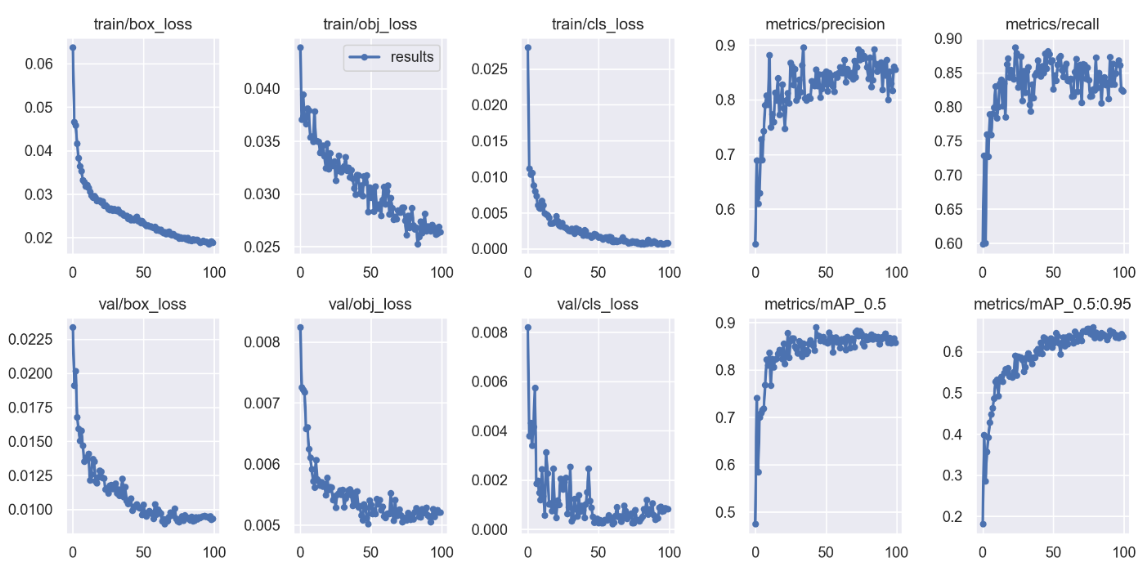 train/box_loss
0.06
0.05
0.04
0.03
0.02
0 50 100
train/obj_loss
results
0.040
0.035
0.030
0.025
0 50 100
train/cls_loss
0.025
0.020
0.015
0.010
0.005
0.000
0 50 100
metrics/precision
0.9
0.8
0.7
0.6
0 50 100
metrics/recall
0.90
0.85
0.80
0.75
0.70
0.65
0.60
0 50 100
val/box_loss
0.0225
0.0200
0.0175
0.0150
0.0125
0.0100
0 50 100
val/obj_loss
0.008
0.007
0.006
0.005
0 50 100
val/cls_loss
0.008
0.006
0.004
0.002
0.000
0 50 100
metrics/mAP_0.5
0.9
0.8
0.7
0.6
0.5
0 50 100
metrics/mAP_0.5:0.95
0.6
0.5
0.4
0.3
0.2
0 50 100